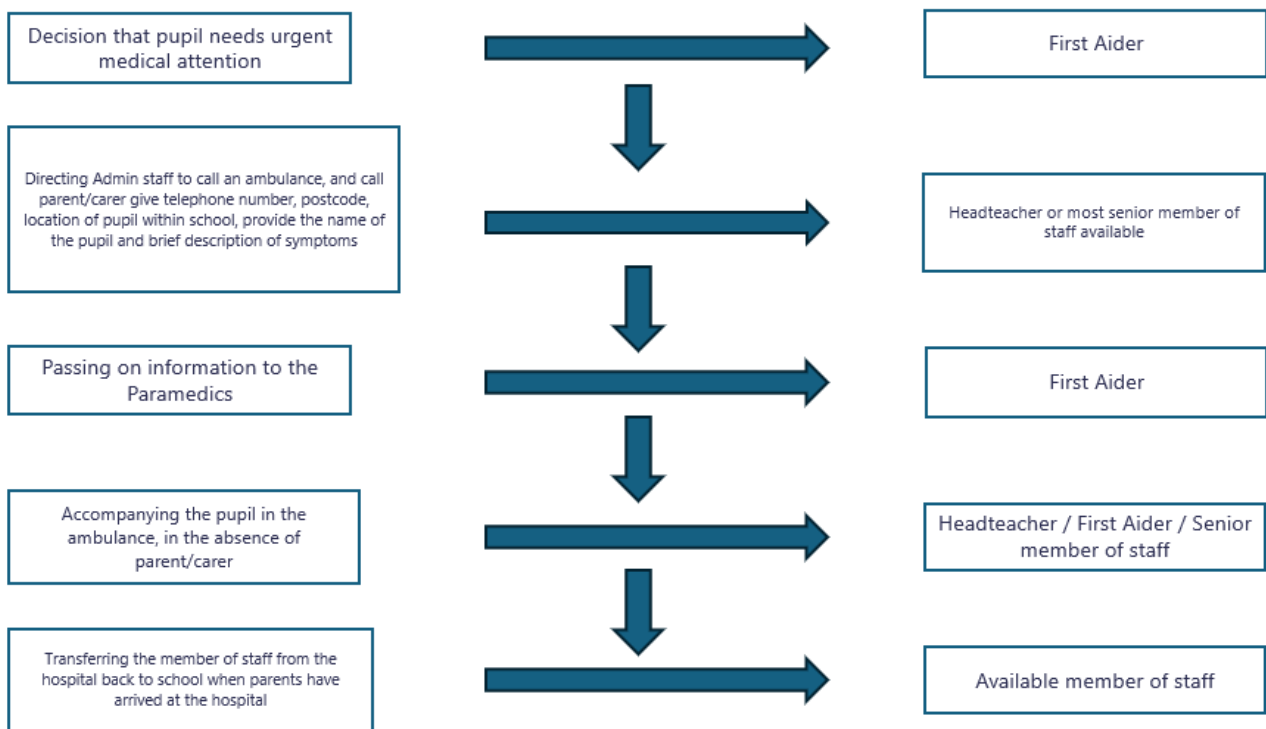 Decision that pupil needs urgent
medical attention
First Aider
Directing Admin staff to call an ambulance, and call
parent/carer give telephone number, postcode,
location of pupil within school, provide the name of
the pupil and brief description of symptoms
Headteacher or most senior member of
staff available
Passing on information to the
Paramedics
First Aider
Accompanying the pupil in the
ambulance, in the absence of
parent/carer
Headteacher / First Aider / Senior
member of staff
Transferring the member of staff from the
hospital back to school when parents have
arrived at the hospital
Available member of staff